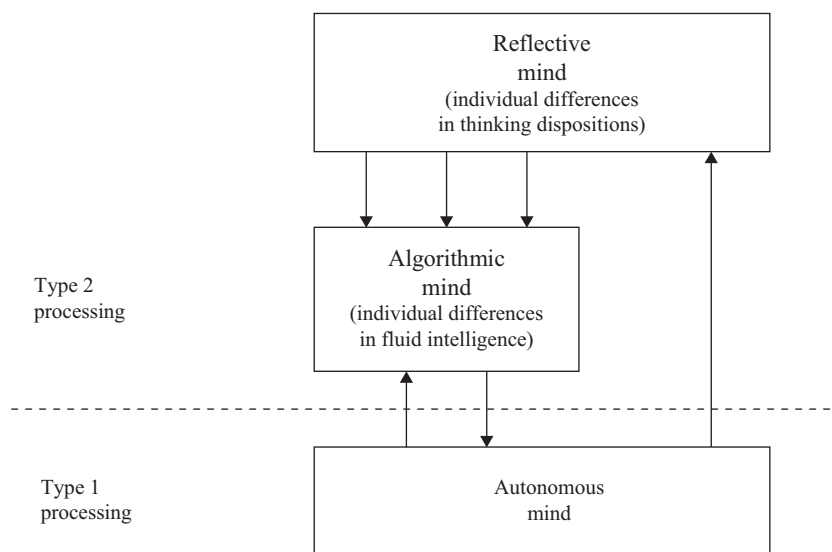 Reflective
mind
(individual differences
in thinking dispositions)
Algorithmic
mind
(individual differences
in fluid intelligence)
Type 2
processing
Type 1
processing
Autonomous
mind